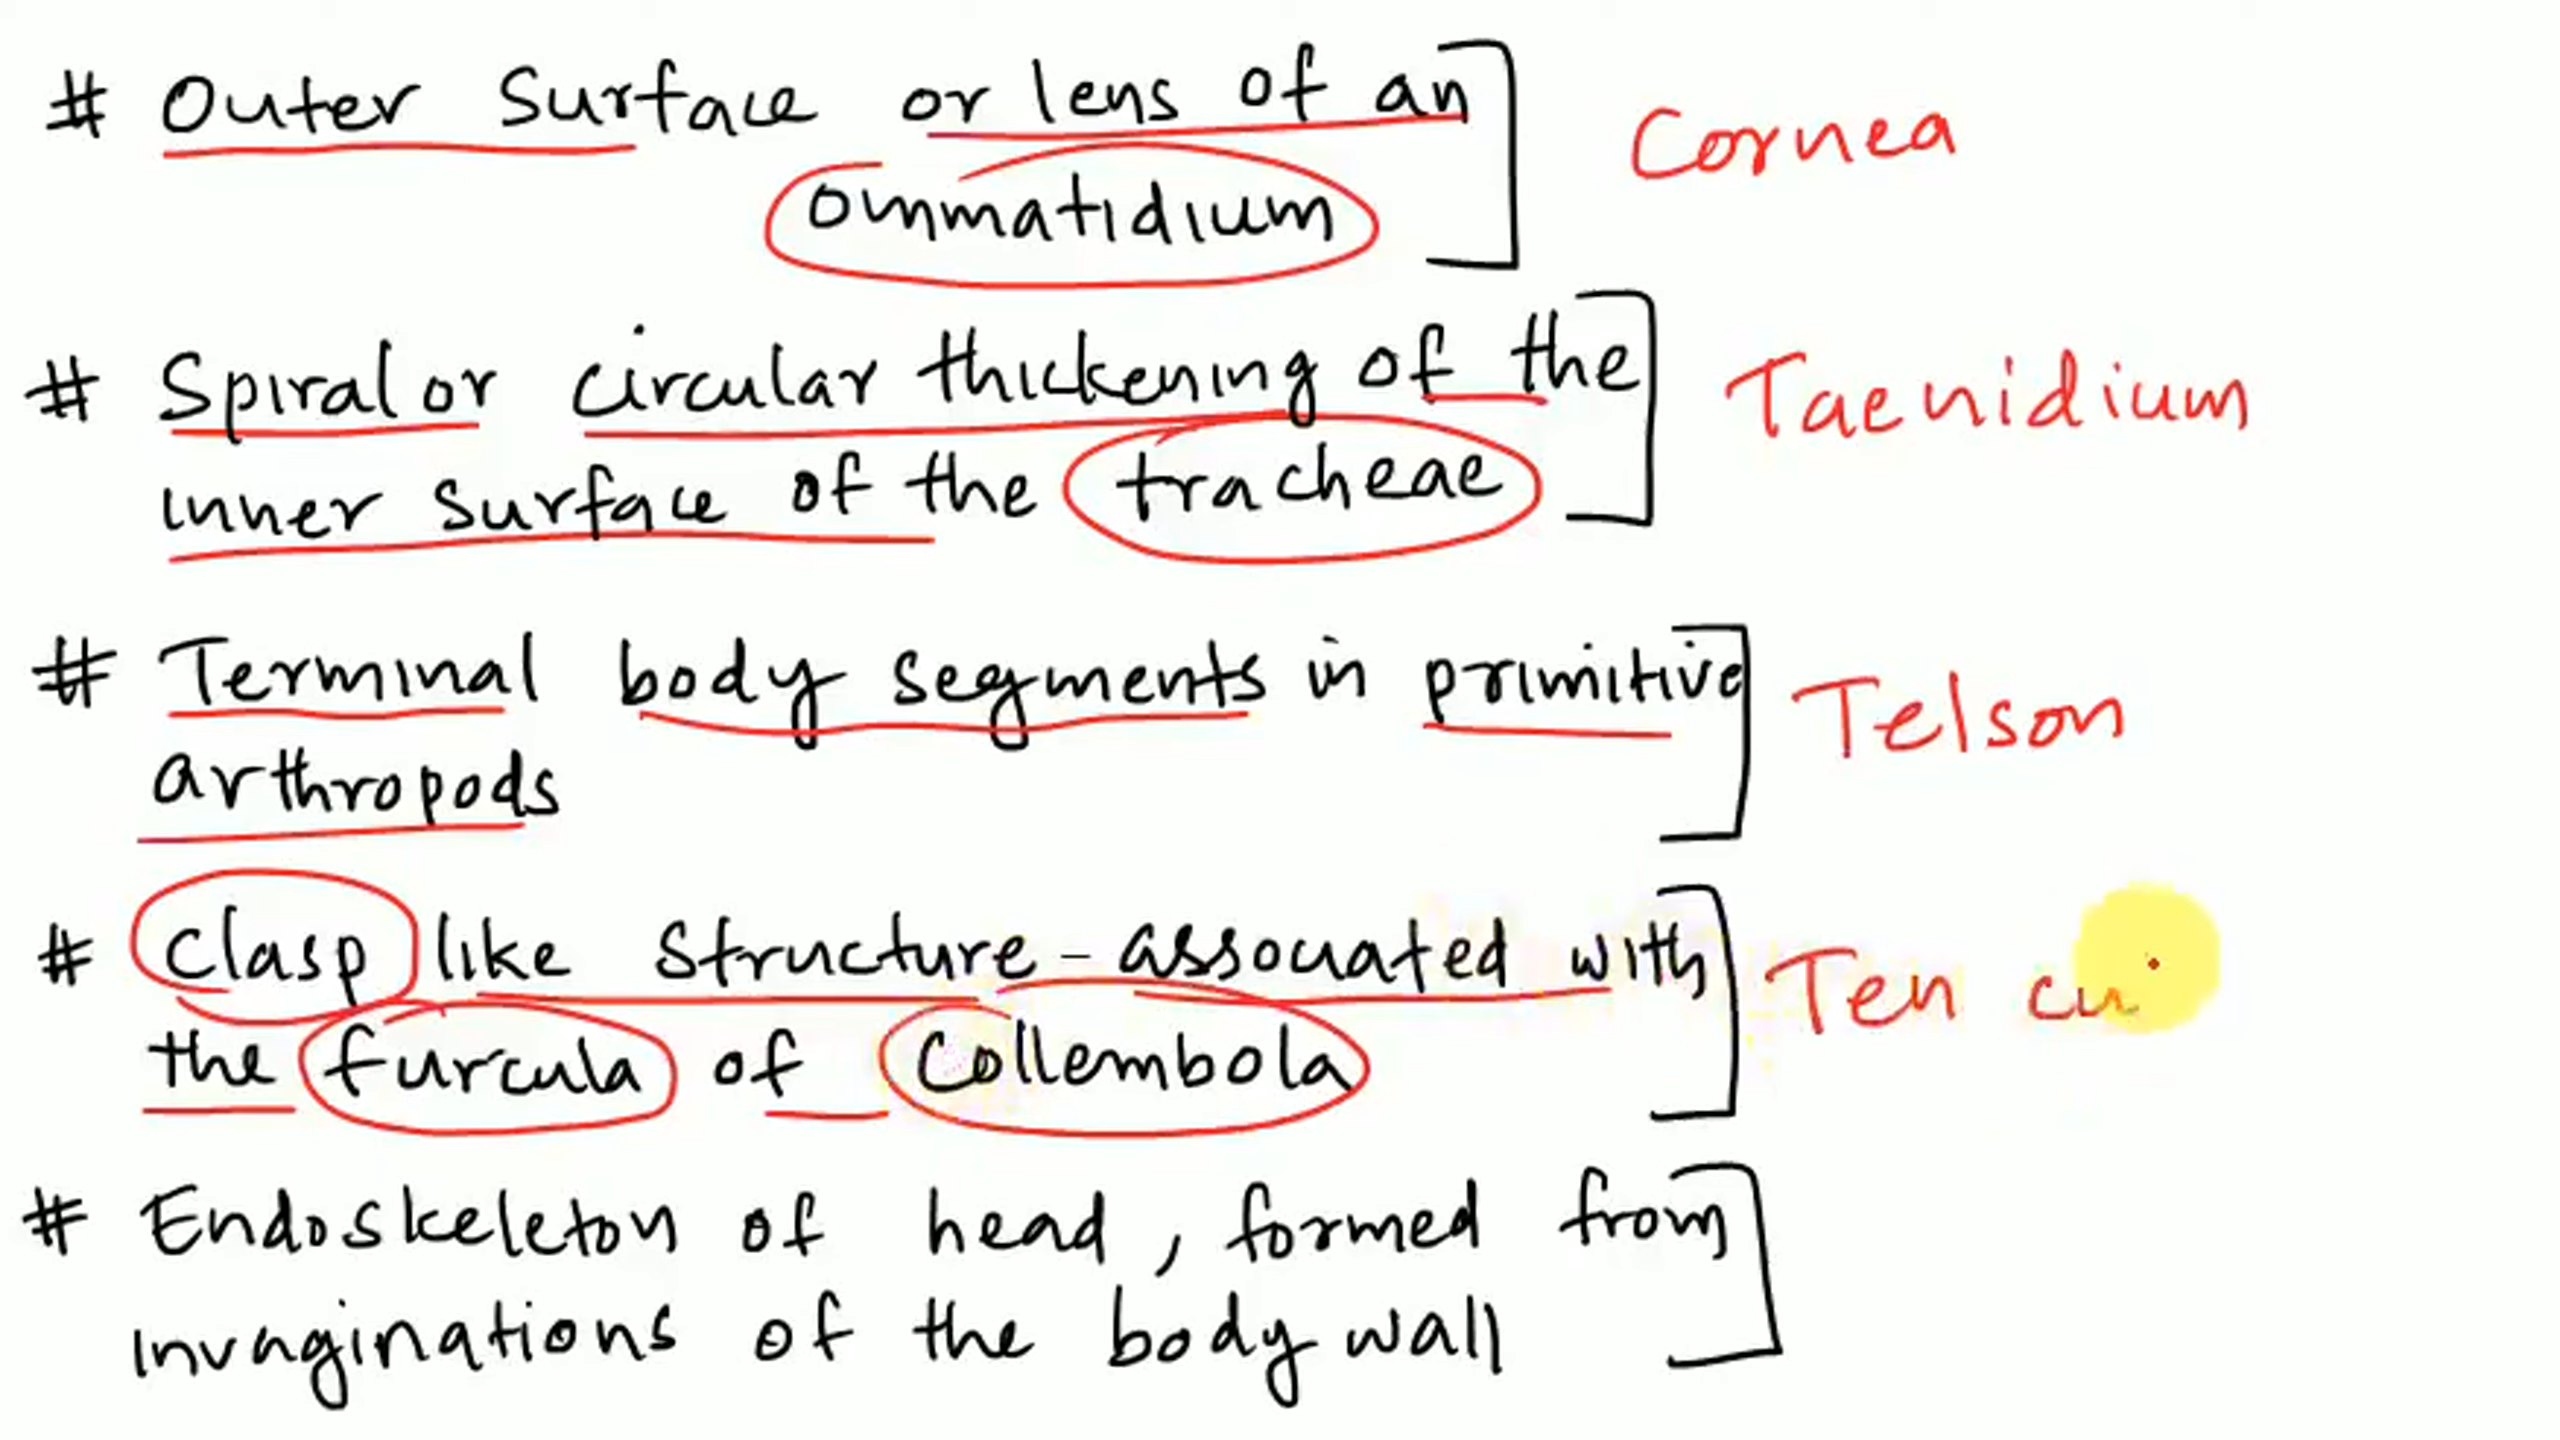 # Outer Surface or lens of an Cornea
ommatidium
# Spiral or circular thickening of the Taenidium
inner surface of the tracheae
# Terminal body segments in primitive Telson
arthropods
# Clasp like structure - associated with Ten cu
the furcula of Collembola
# Endoskeleton of head, formed from
invaginations of the body wall